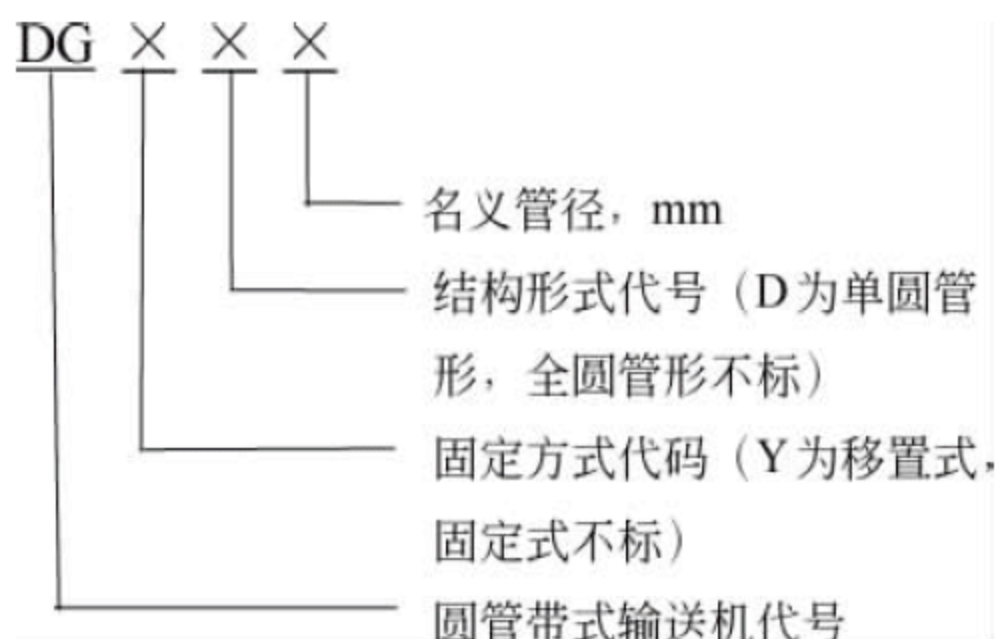 DG × × ×
名义管径，mm
结构形式代号（D为单圆管
形，全圆管形不标）
固定方式代码（Y为移置式，
固定式不标）
圆管带式输送机代号